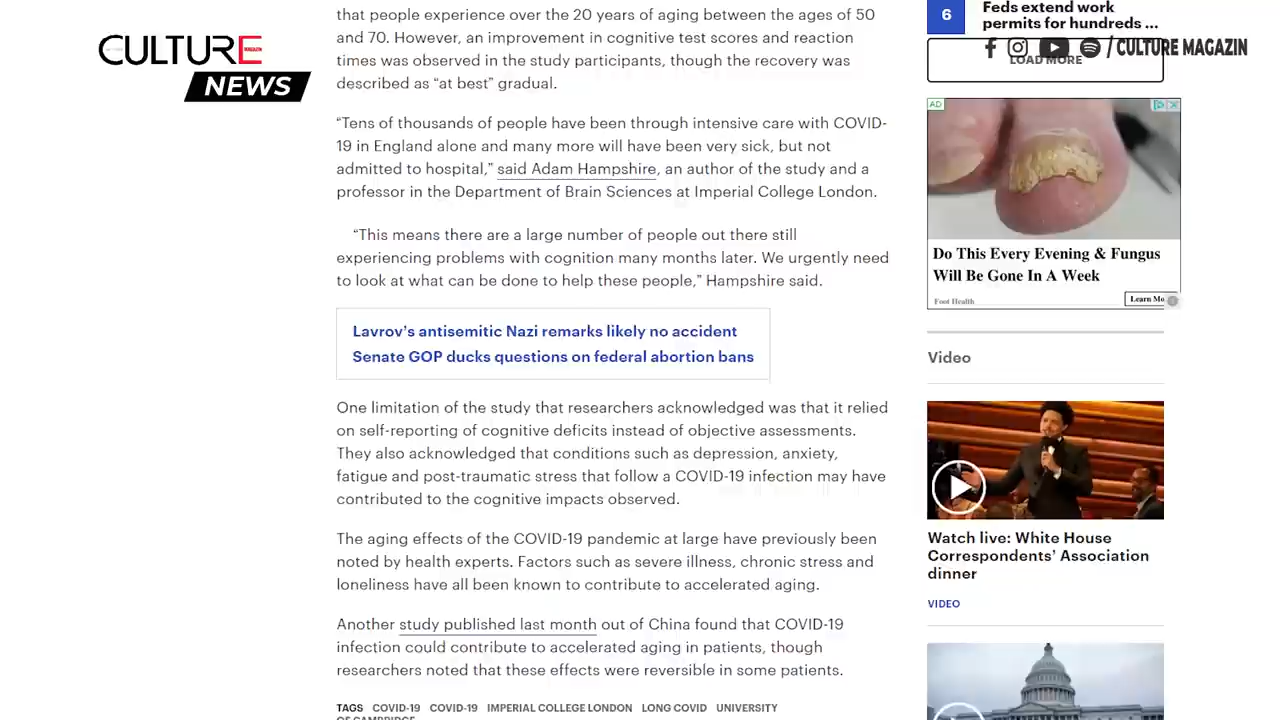 CULTURE
NEWS
that people experience over the 20 years of aging between the ages of 50
and 70. However, an improvement in cognitive test scores and reaction
times was observed in the study participants, though the recovery was
described as “at best” gradual.
“Tens of thousands of people have been through intensive care with COVID-
19 in England alone and many more will have been very sick, but not
admitted to hospital,” said Adam Hampshire, an author of the study and a
professor in the Department of Brain Sciences at Imperial College London.
“This means there are a large number of people out there still
experiencing problems with cognition many months later. We urgently need
to look at what can be done to help these people,” Hampshire said.
Lavrov’s antisemitic Nazi remarks likely no accident
Senate GOP ducks questions on federal abortion bans
One limitation of the study that researchers acknowledged was that it relied
on self-reporting of cognitive deficits instead of objective assessments.
They also acknowledged that conditions such as depression, anxiety,
fatigue and post-traumatic stress that follow a COVID-19 infection may have
contributed to the cognitive impacts observed.
The aging effects of the COVID-19 pandemic at large have previously been
noted by health experts. Factors such as severe illness, chronic stress and
loneliness have all been known to contribute to accelerated aging.
Another study published last month out of China found that COVID-19
infection could contribute to accelerated aging in patients, though
researchers noted that these effects were reversible in some patients.
TAGS COVID-19 COVID-19 IMPERIAL COLLEGE LONDON LONG COVID UNIVERSITY
OF CAMBRIDGE
6
Feds extend work
permits for hundreds ...
/ CULTURE MAGAZIN
LOAD MORE
AD
Do This Every Evening & Fungus
Will Be Gone In A Week
Foot Health
Learn Mo
Video
Watch live: White House
Correspondents’ Association
dinner
VIDEO